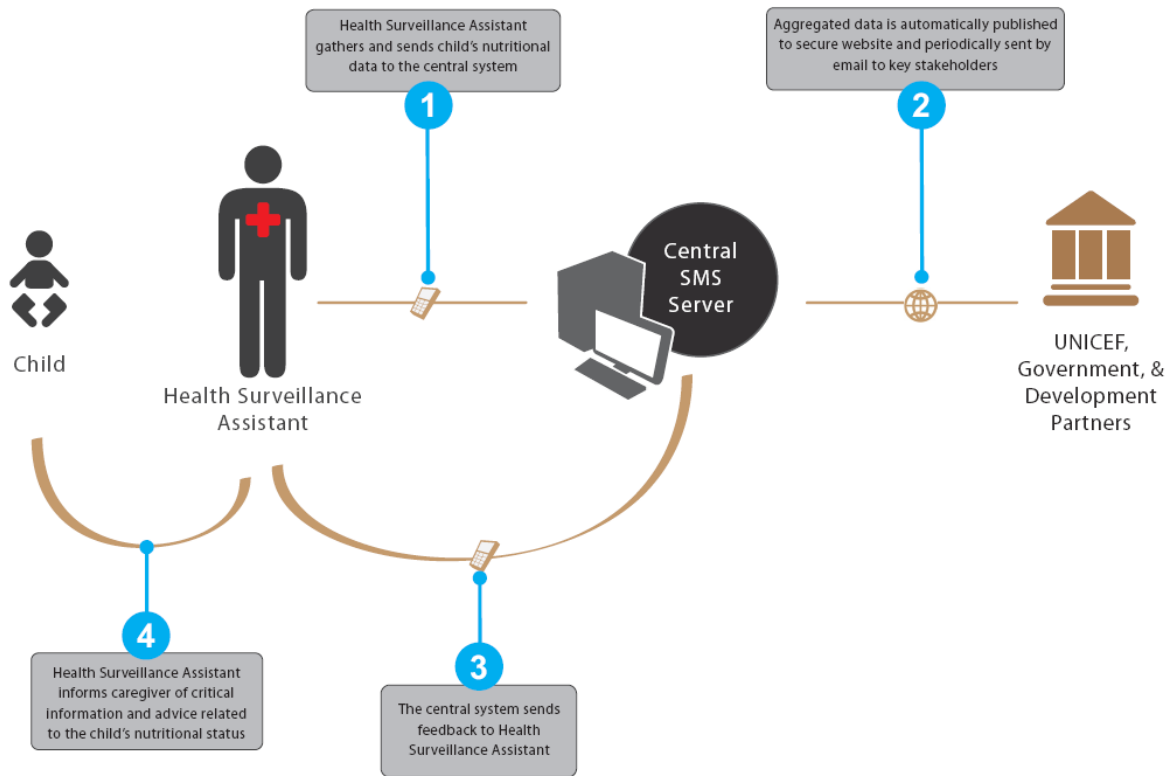 Health Surveillance Assistant
gathers and sends child's nutritional
data to the central system
1
Aggregated data is automatically published
to secure website and periodically sent by
email to key stakeholders
2
Central
SMS
Server
Child
Health Surveillance
Assistant
UNICEF,
Government, &
Development
Partners
4
Health Surveillance Assistant
informs caregiver of critical
information and advice related
to the child's nutritional status
3
The central system sends
feedback to Health
Surveillance Assistant